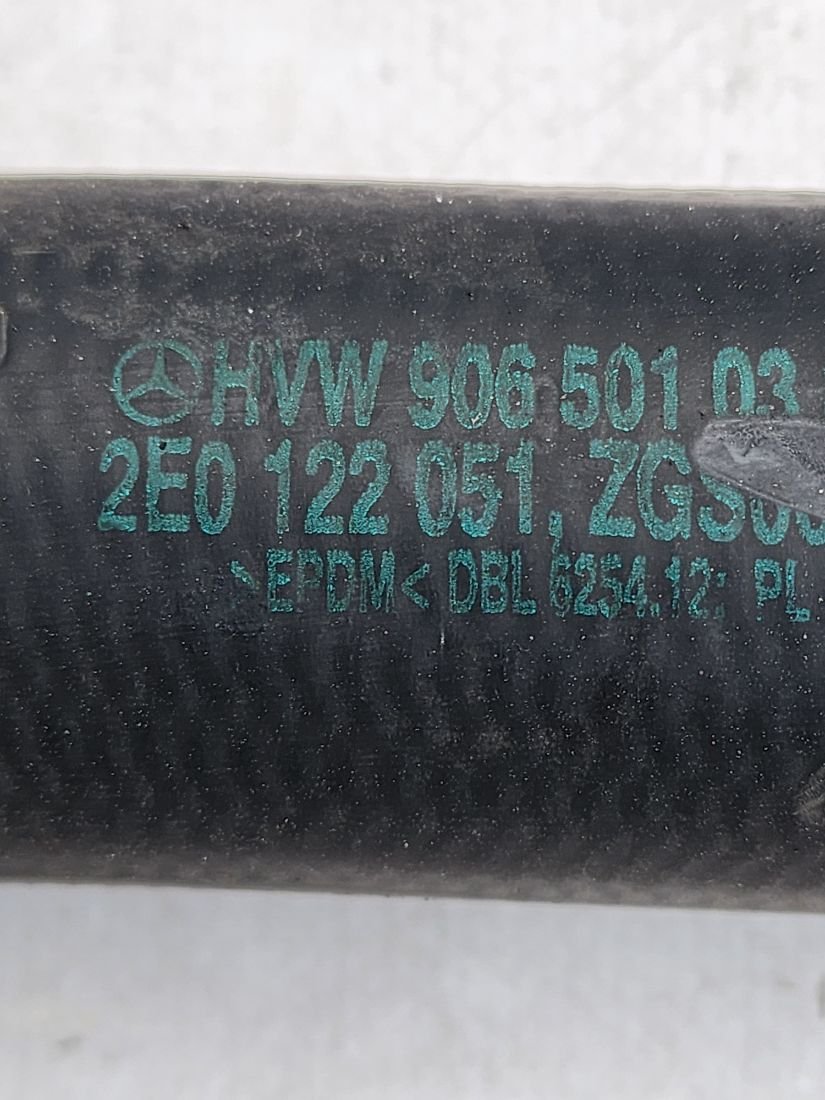 HVW 906 501 03
2E0 122 051, ZGS
>EPDM< DBL 6254.12; PL